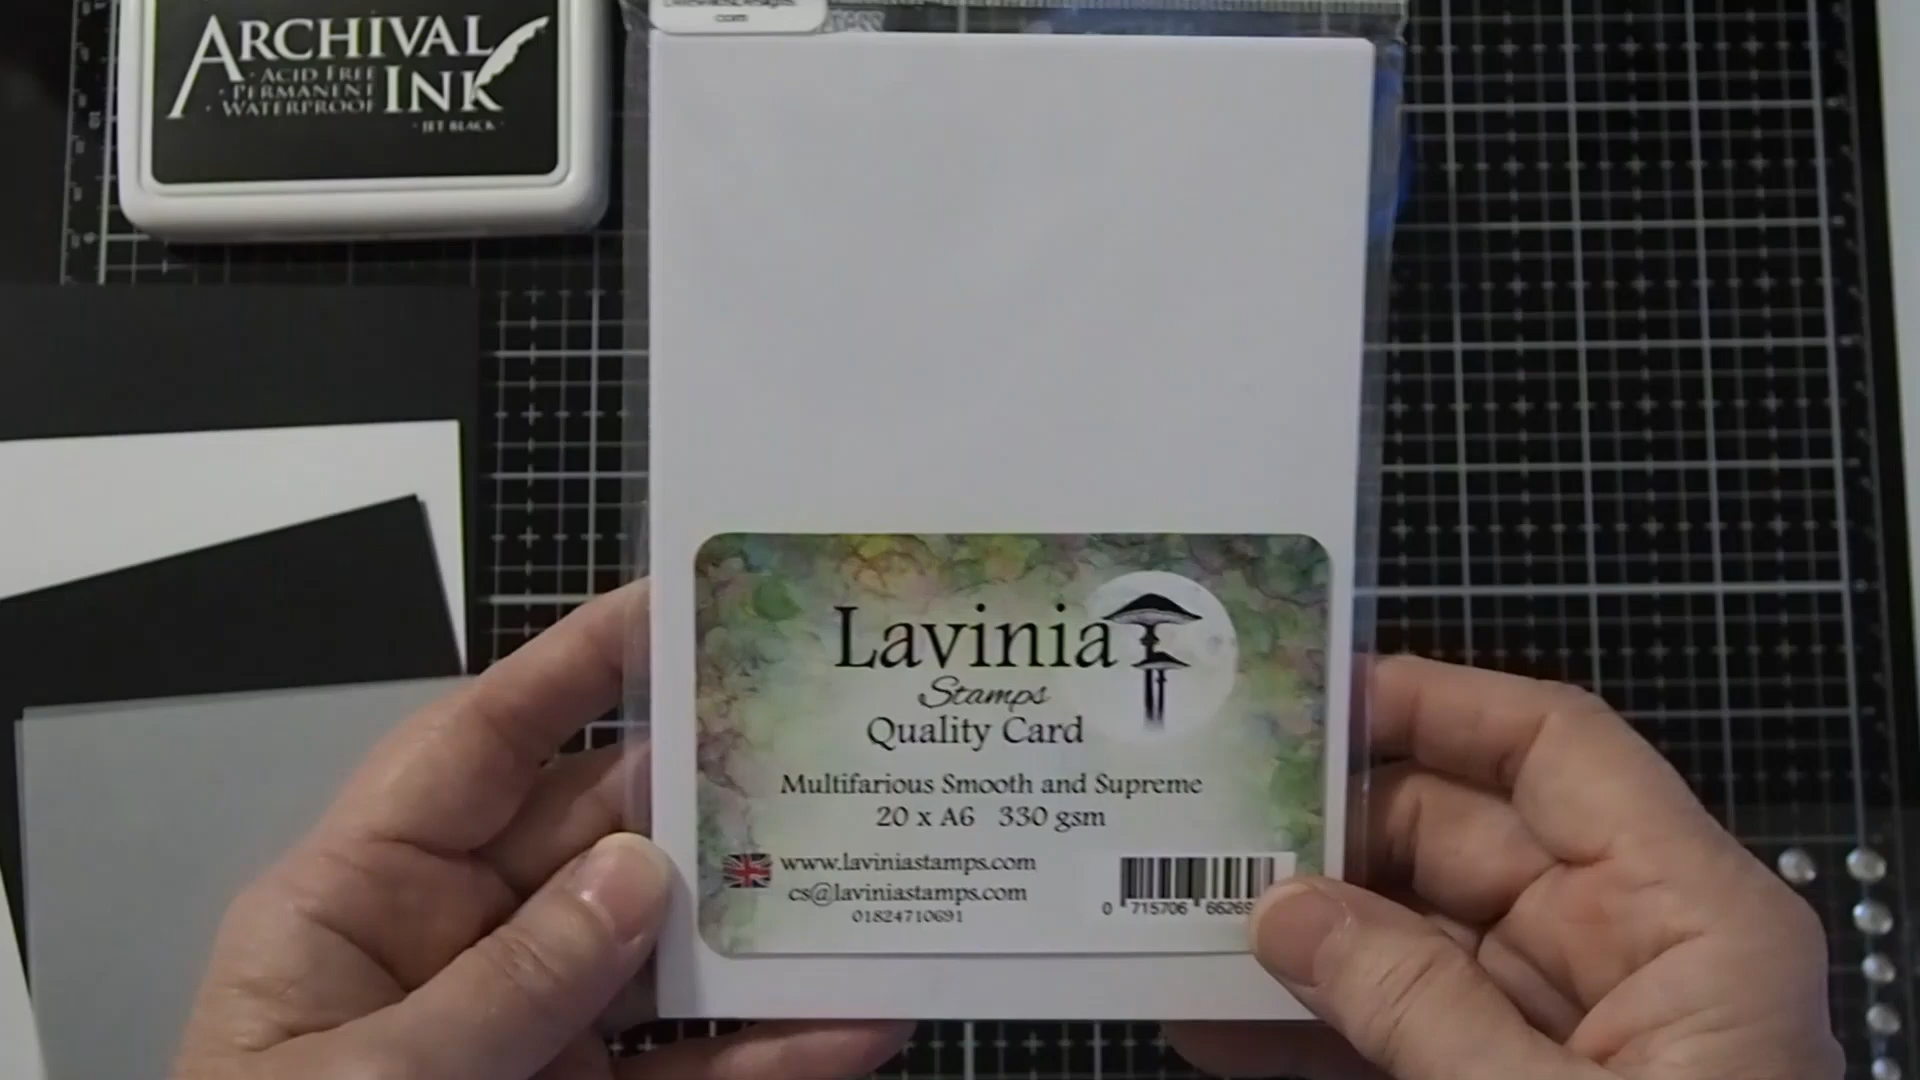 ARCHIVAL
INK
· ACID FREE
· PERMANENT
· WATERPROOF
· JET BLACK ·
Lavinia
Stamps
Quality Card
Multifarious Smooth and Supreme
20 x A6 330 gsm
www.laviniastamps.com
cs@laviniastamps.com
01824710691
0 715706